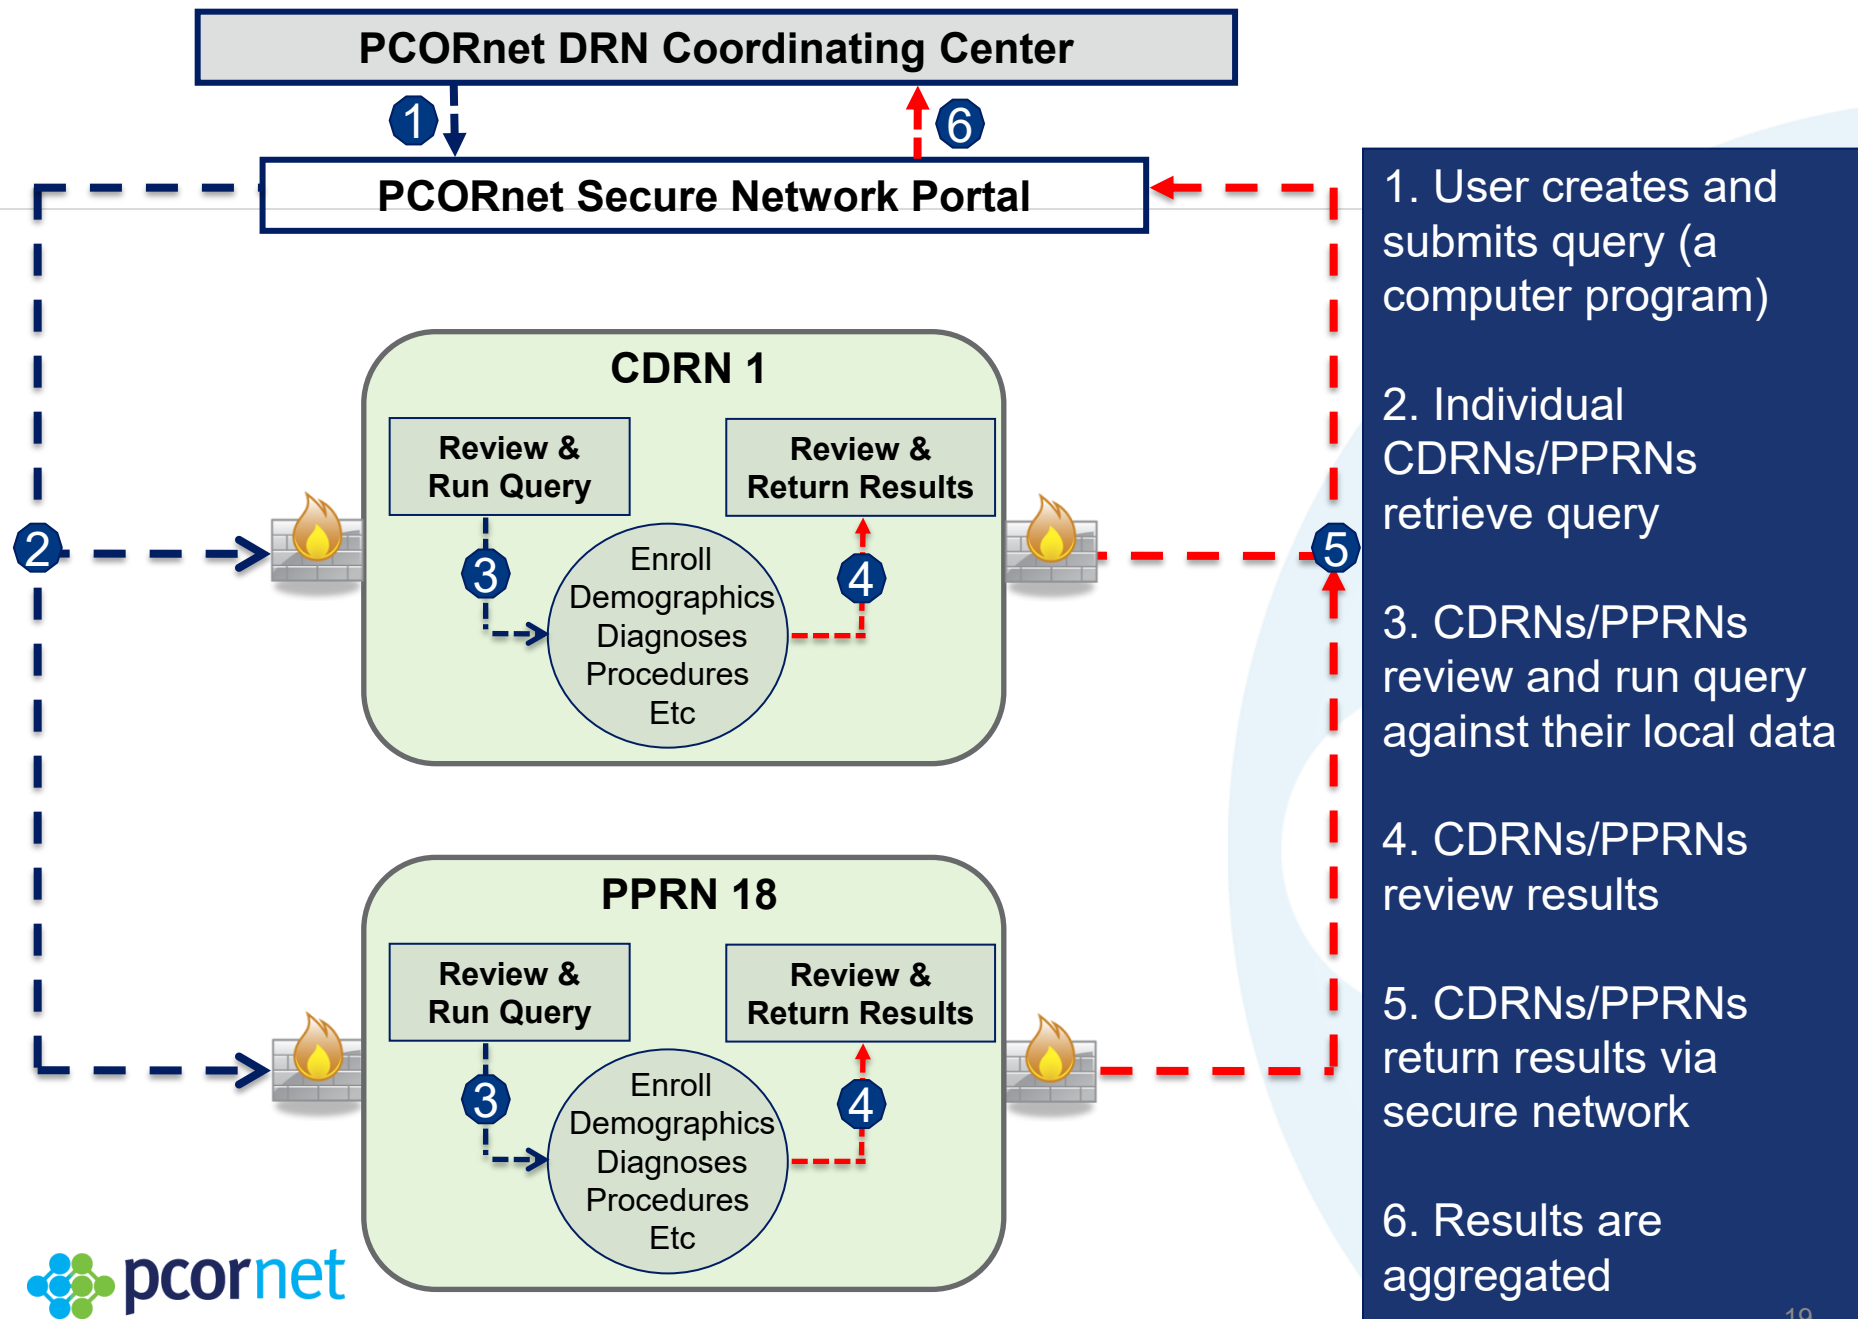 PCORnet DRN Coordinating Center
1
6
PCORnet Secure Network Portal
CDRN 1
Review &
Run Query
Review &
Return Results
3
Enroll
Demographics
Diagnoses
Procedures
Etc
4
2
5
PPRN 18
Review &
Run Query
Review &
Return Results
3
Enroll
Demographics
Diagnoses
Procedures
Etc
4
pcornet
1. User creates and
submits query (a
computer program)
2. Individual
CDRNs/PPRNs
retrieve query
3. CDRNs/PPRNs
review and run query
against their local data
4. CDRNs/PPRNs
review results
5. CDRNs/PPRNs
return results via
secure network
6. Results are
aggregated
19